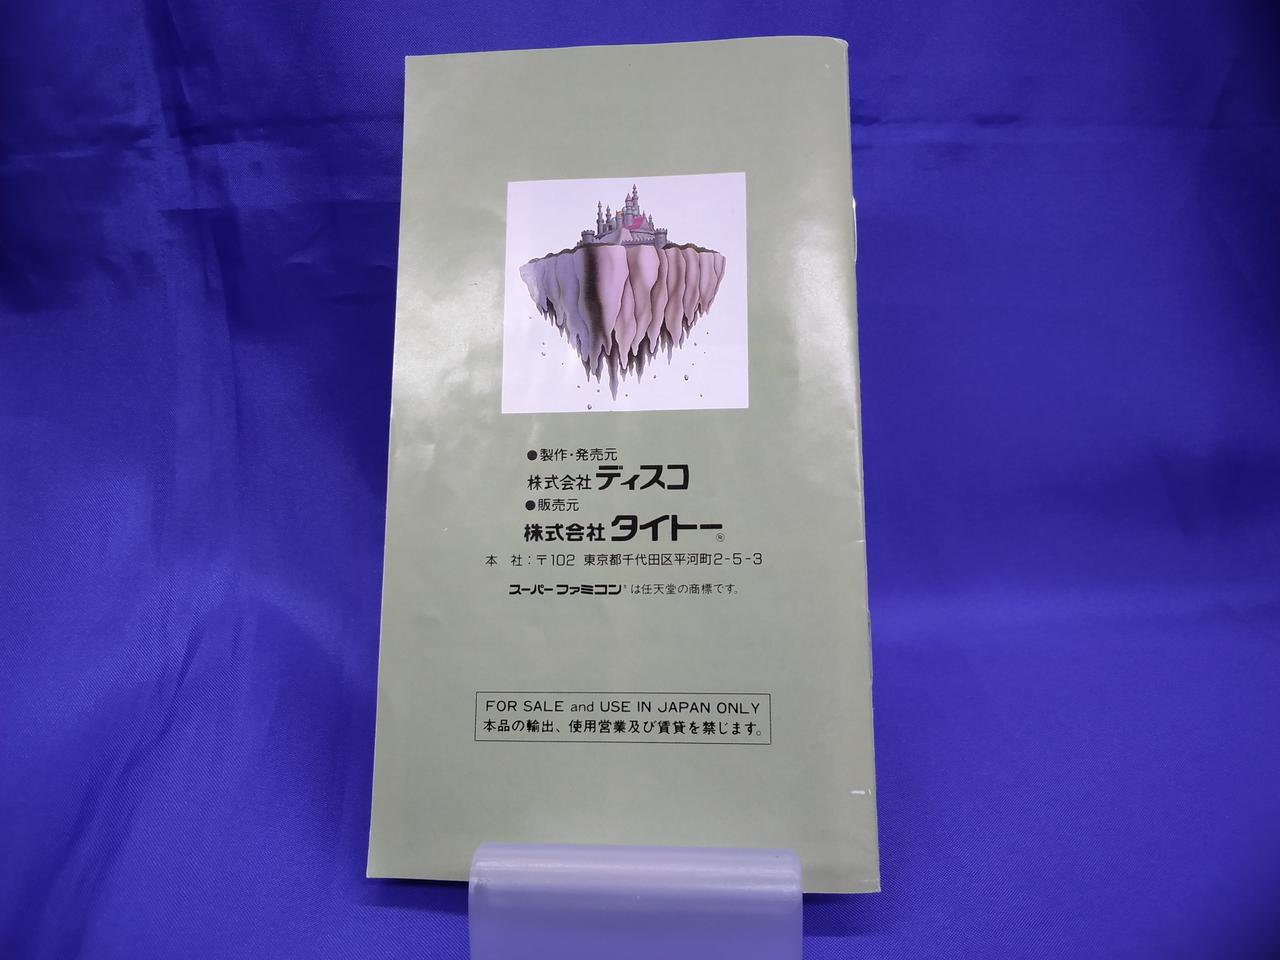 ●製作・発売元
株式会社ディスコ
●販売元
株式会社タイトー®
本 社：〒102 東京都千代田区平河町2-5-3
スーパーファミコン®は任天堂の商標です。
FOR SALE and USE IN JAPAN ONLY
本品の輸出、使用営業及び賃貸を禁じます。